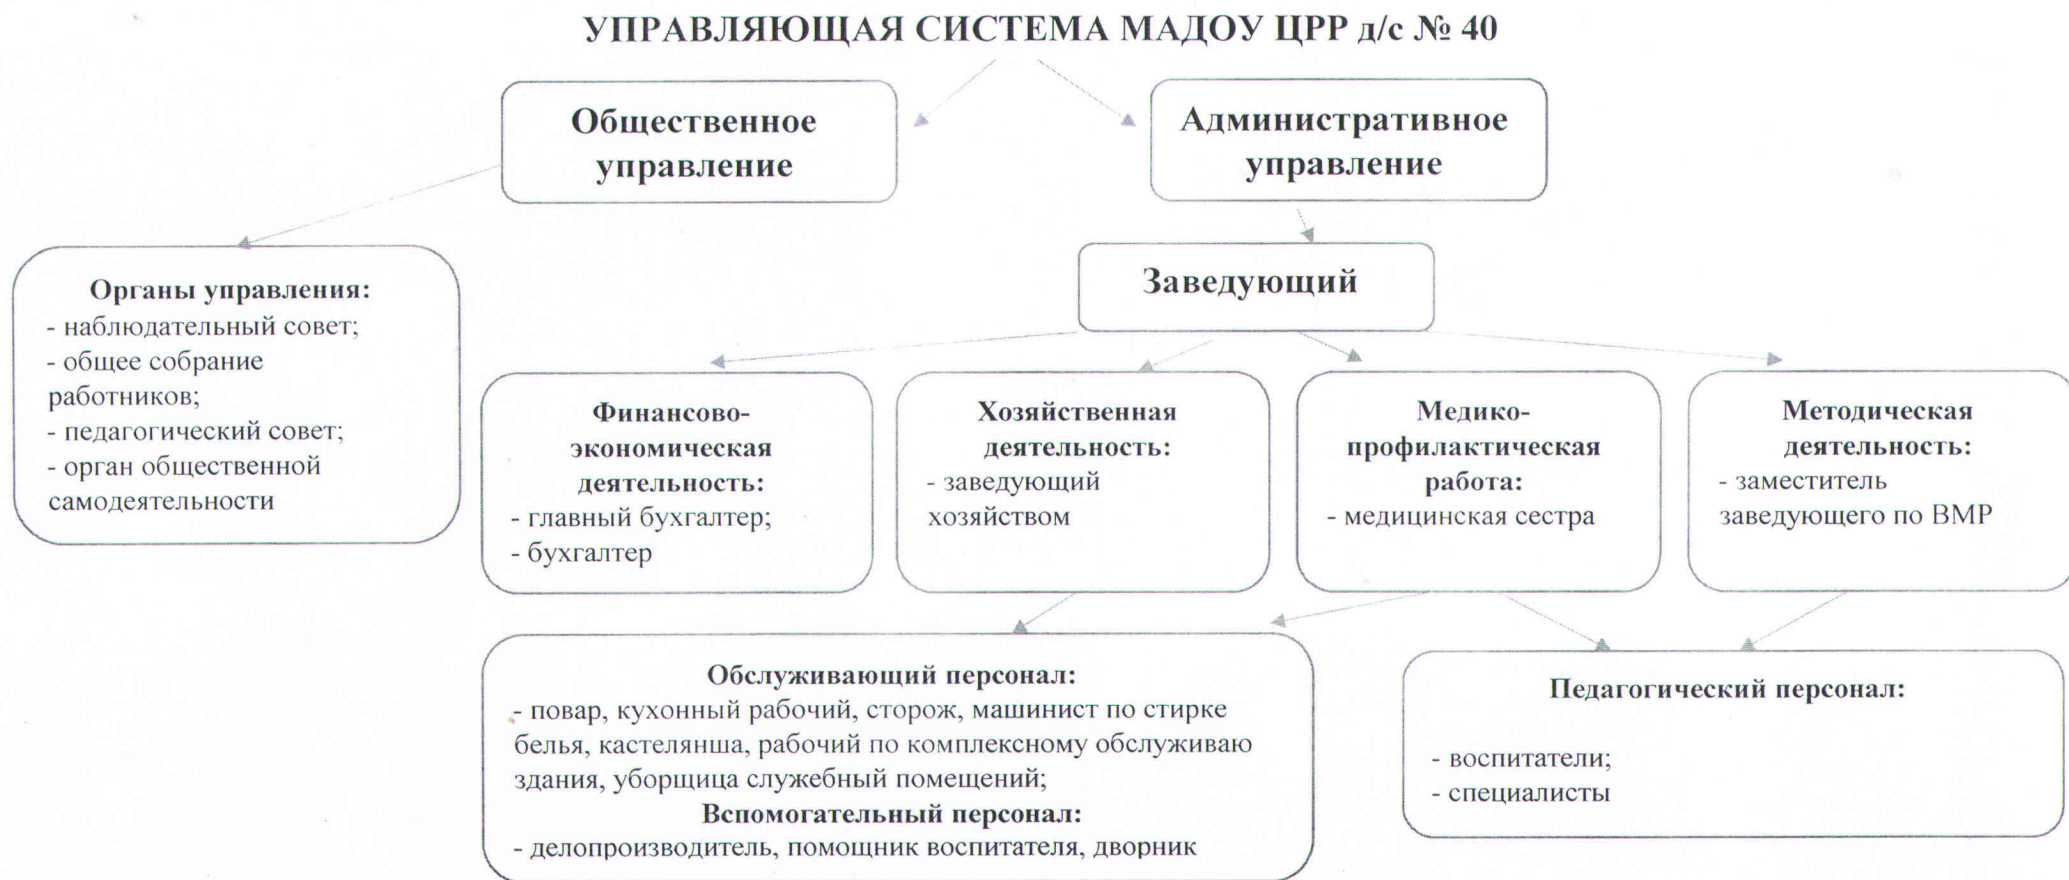 УПРАВЛЯЮЩАЯ СИСТЕМА МАДОУ ЦРР д/с № 40
Общественное
управление
Административное
управление
Заведующий
Органы управления:
- наблюдательный совет;
- общее собрание
работников;
- педагогический совет;
- орган общественной
самодеятельности
Финансово-
экономическая
деятельность:
- главный бухгалтер;
- бухгалтер
Хозяйственная
деятельность:
- заведующий
хозяйством
Медико-
профилактическая
работа:
- медицинская сестра
Методическая
деятельность:
- заместитель
заведующего по ВМР
Обслуживающий персонал:
- повар, кухонный рабочий, сторож, машинист по стирке
белья, кастелянша, рабочий по комплексному обслуживаю
здания, уборщица служебный помещений;
Вспомогательный персонал:
- делопроизводитель, помощник воспитателя, дворник
Педагогический персонал:
- воспитатели;
- специалисты